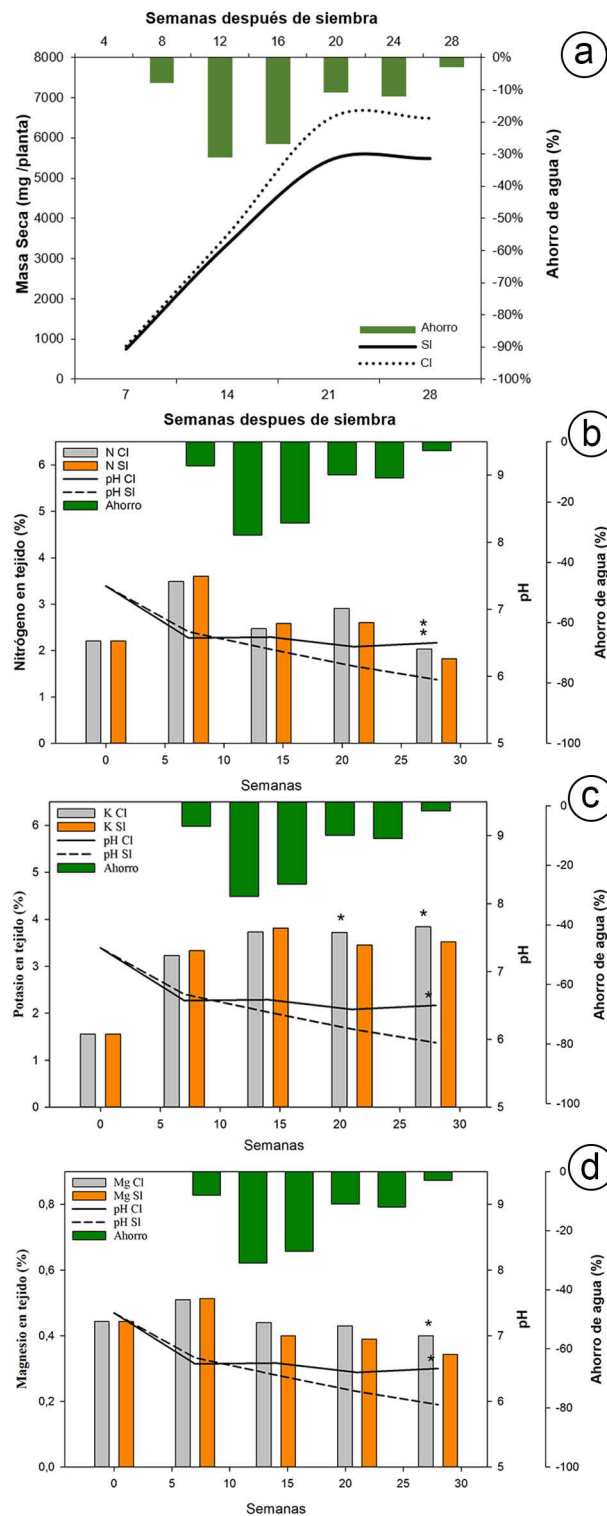 Semanas después de siembra
4 8 12 16 20 24 28
a
8000 0%
7000 -10%
6000 -20%
5000 -30%
4000 -40%
3000 -50%
2000 -60%
1000 -70%
0 -80%
-90%
-100%
Masa Seca (mg /planta)
Ahorro de agua (%)
Ahorro
SI
CI
7 14 21 28
Semanas despues de siembra
b
N CI
N SI
pH CI
pH SI
Ahorro
6
5
4
3
2
1
0
Nitrógeno en tejido (%)
9
8
7
6
5
pH
0
-20
-40
-60
-80
-100
Ahorro de agua (%)
*
*
0 5 10 15 20 25 30
Semanas
c
K CI
K SI
pH CI
pH SI
Ahorro
6
5
4
3
2
1
0
Potasio en tejido (%)
9
8
7
6
5
pH
0
-20
-40
-60
-80
-100
Ahorro de agua (%)
* *
*
0 5 10 15 20 25 30
Semanas
d
Mg CI
Mg SI
pH CI
pH SI
Ahorro
0,8
0,6
0,4
0,2
0,0
Magnesio en tejido (%)
9
8
7
6
5
pH
0
-20
-40
-60
-80
-100
Ahorro de agua (%)
*
*
0 5 10 15 20 25 30
Semanas